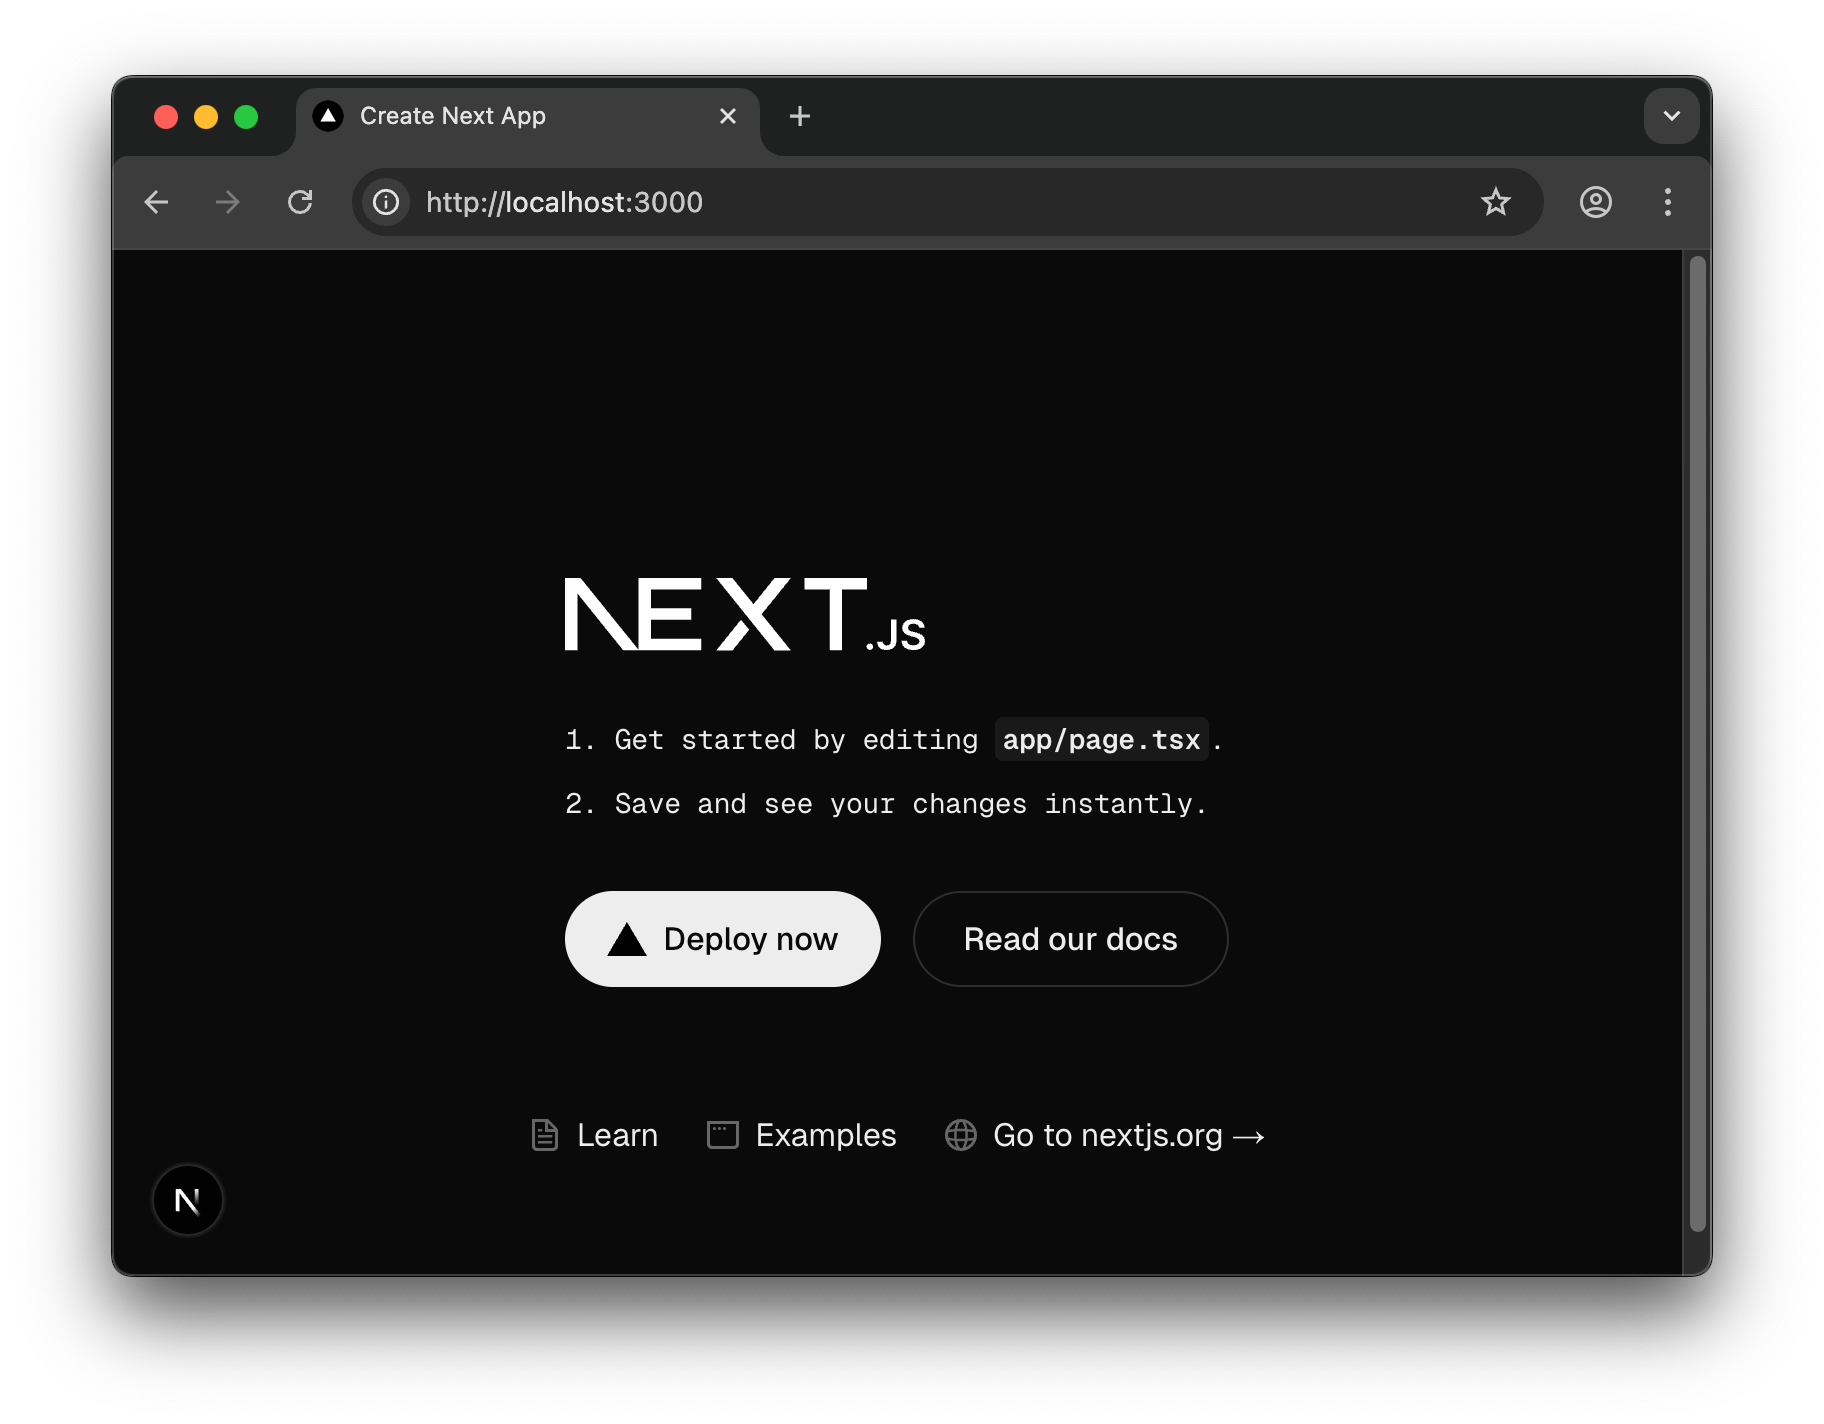 Create Next App
http://localhost:3000
NEXT.JS
1. Get started by editing app/page.tsx.
2. Save and see your changes instantly.
Deploy now
Read our docs
Learn
Examples
Go to nextjs.org →
N